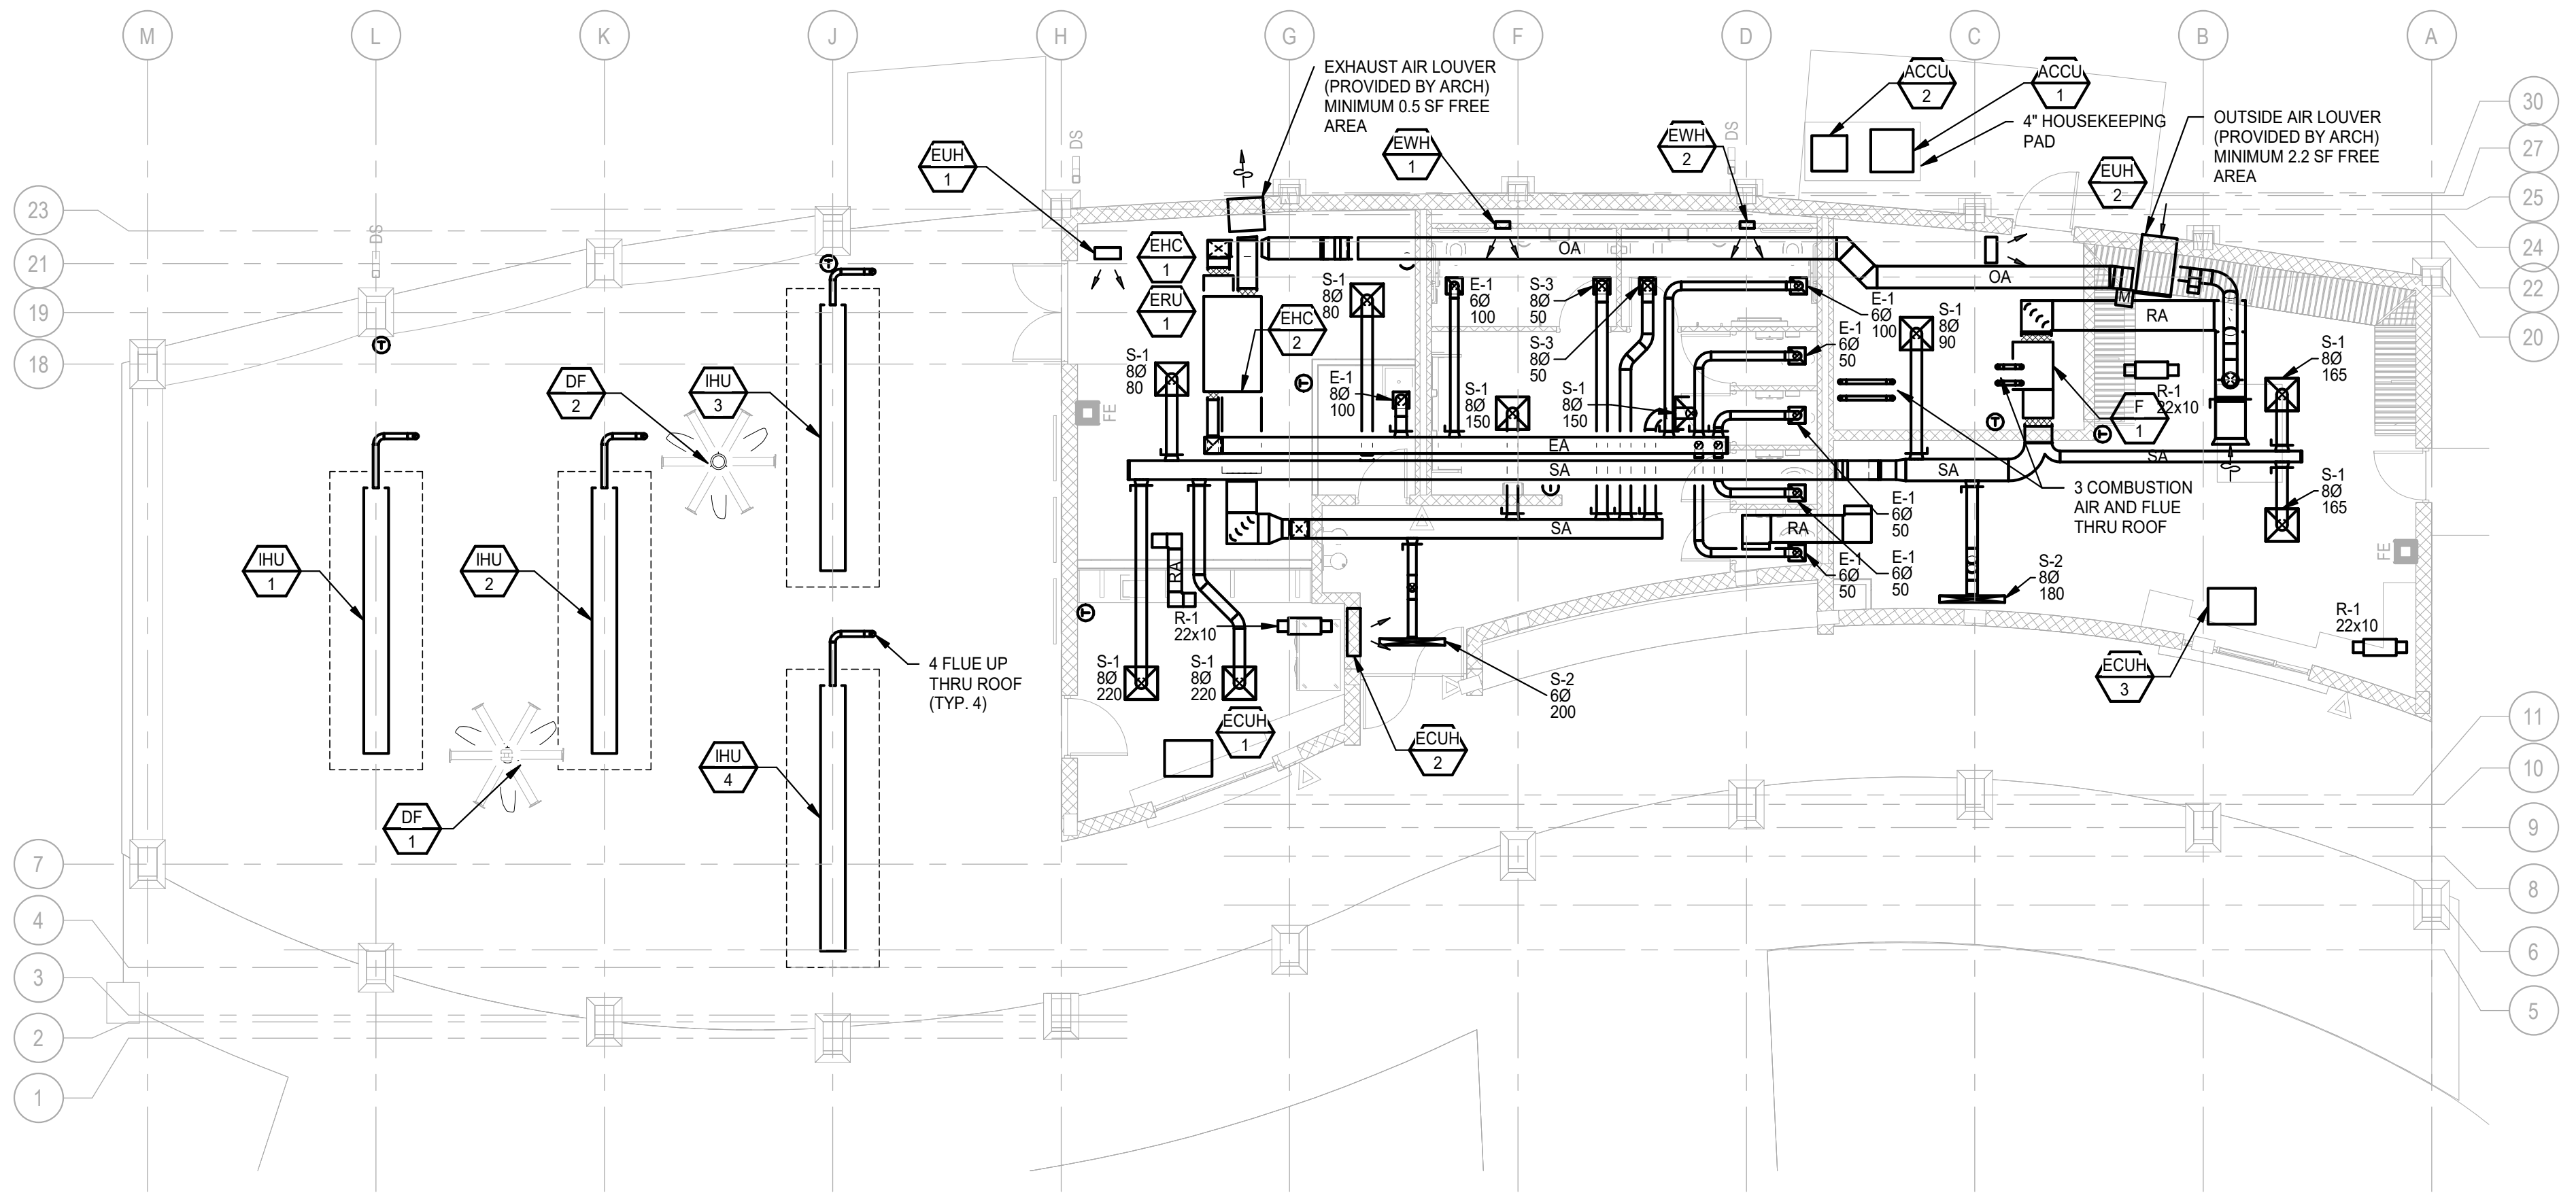 M
L
K
J
H
G
F
D
C
B
A
30
27
25
24
22
20
11
10
9
8
6
5
23
21
19
18
7
4
3
2
1
EXHAUST AIR LOUVER
(PROVIDED BY ARCH)
MINIMUM 0.5 SF FREE
AREA
ACCU
2
ACCU
1
4" HOUSEKEEPING
PAD
OUTSIDE AIR LOUVER
(PROVIDED BY ARCH)
MINIMUM 2.2 SF FREE
AREA
EUH
1
DS
EWH
1
EWH
2
DS
EUH
2
DS
EHC
1
ERU
1
EHC
2
OA
OA
M
RA
S-1
8Ø
80
E-1
6Ø
100
S-3
8Ø
50
S-3
8Ø
50
E-1
6Ø
100
E-1
6Ø
50
S-1
8Ø
90
S-1
8Ø
165
S-1
8Ø
80
E-1
8Ø
100
S-1
8Ø
150
S-1
8Ø
150
R-1
22x10
F
1
DF
2
IHU
3
FE
EA
SA
SA
SA
SA
S-1
8Ø
165
3 COMBUSTION
AIR AND FLUE
THRU ROOF
IHU
1
IHU
2
RA
RA
E-1
6Ø
50
E-1
6Ø
50
E-1
6Ø
50
S-2
8Ø
180
FE
R-1
22x10
R-1
22x10
4 FLUE UP
THRU ROOF
(TYP. 4)
S-1
8Ø
220
S-1
8Ø
220
S-2
6Ø
200
ECUH
3
ECUH
1
ECUH
2
IHU
4
DF
1
T
T
T
T
T
T